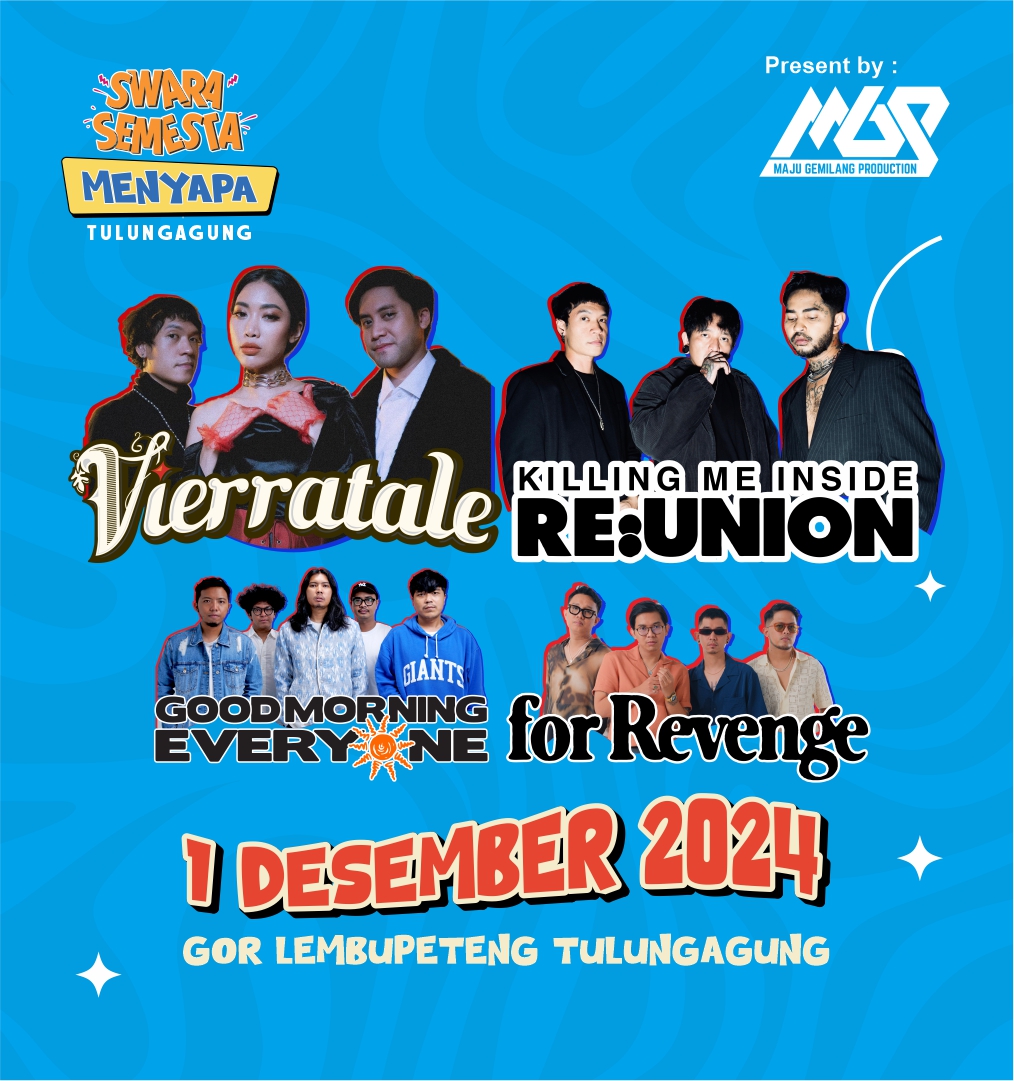 SWARA
SEMESTA
MENYAPA
TULUNGAGUNG
Present by :
MGP
MAJU GEMILANG PRODUCTION
Vierratale
KILLING ME INSIDE
RE:UNION
GIANTS
GOOD MORNING
EVERYONE
for Revenge
1 DESEMBER 2024
GOR LEMBUPETENG TULUNGAGUNG